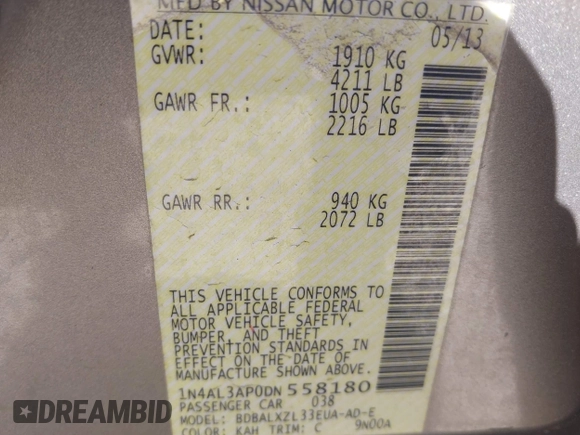 MFD BY NISSAN MOTOR CO., LTD.
DATE: 05/13
GVWR: 1910 KG
4211 LB
GAWR FR.: 1005 KG
2216 LB
GAWR RR.: 940 KG
2072 LB
THIS VEHICLE CONFORMS TO
ALL APPLICABLE FEDERAL
MOTOR VEHICLE SAFETY,
BUMPER, AND THEFT
PREVENTION STANDARDS IN
EFFECT ON THE DATE OF
MANUFACTURE SHOWN ABOVE.
1N4AL3AP0DN 558180
PASSENGER CAR 038
MODEL: BDBALXZL33EUA-AD-E
COLOR: KAH TRIM: C 9N00A
DREAMBID